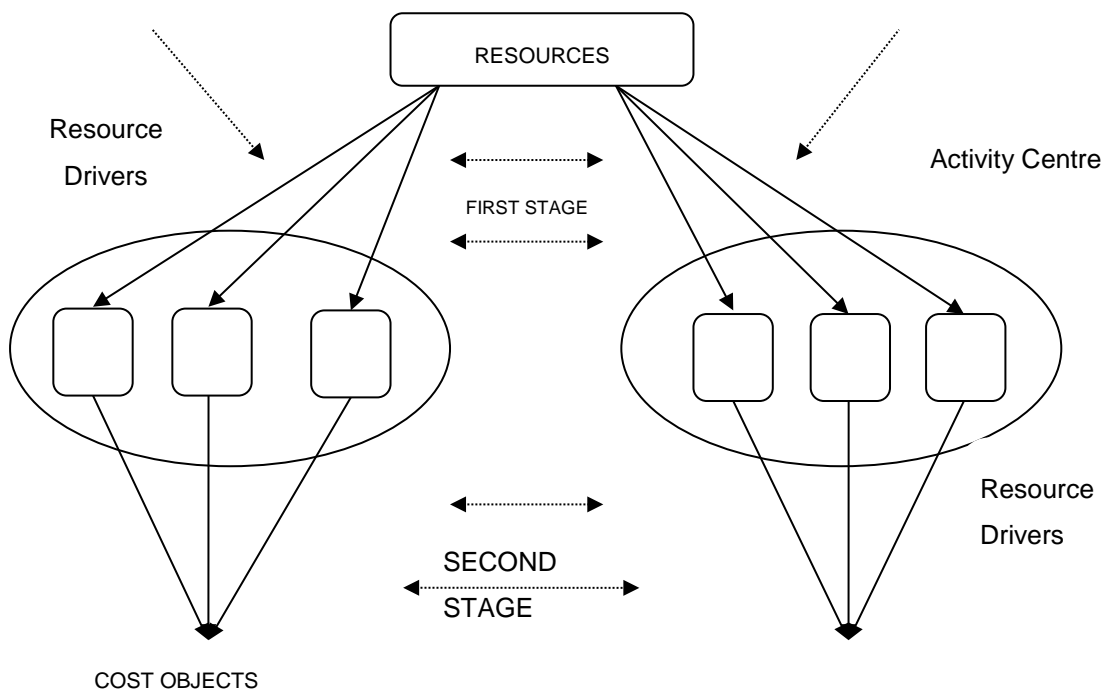 RESOURCES
Resource
Drivers
Activity Centre
FIRST STAGE
Resource
Drivers
SECOND
STAGE
COST OBJECTS